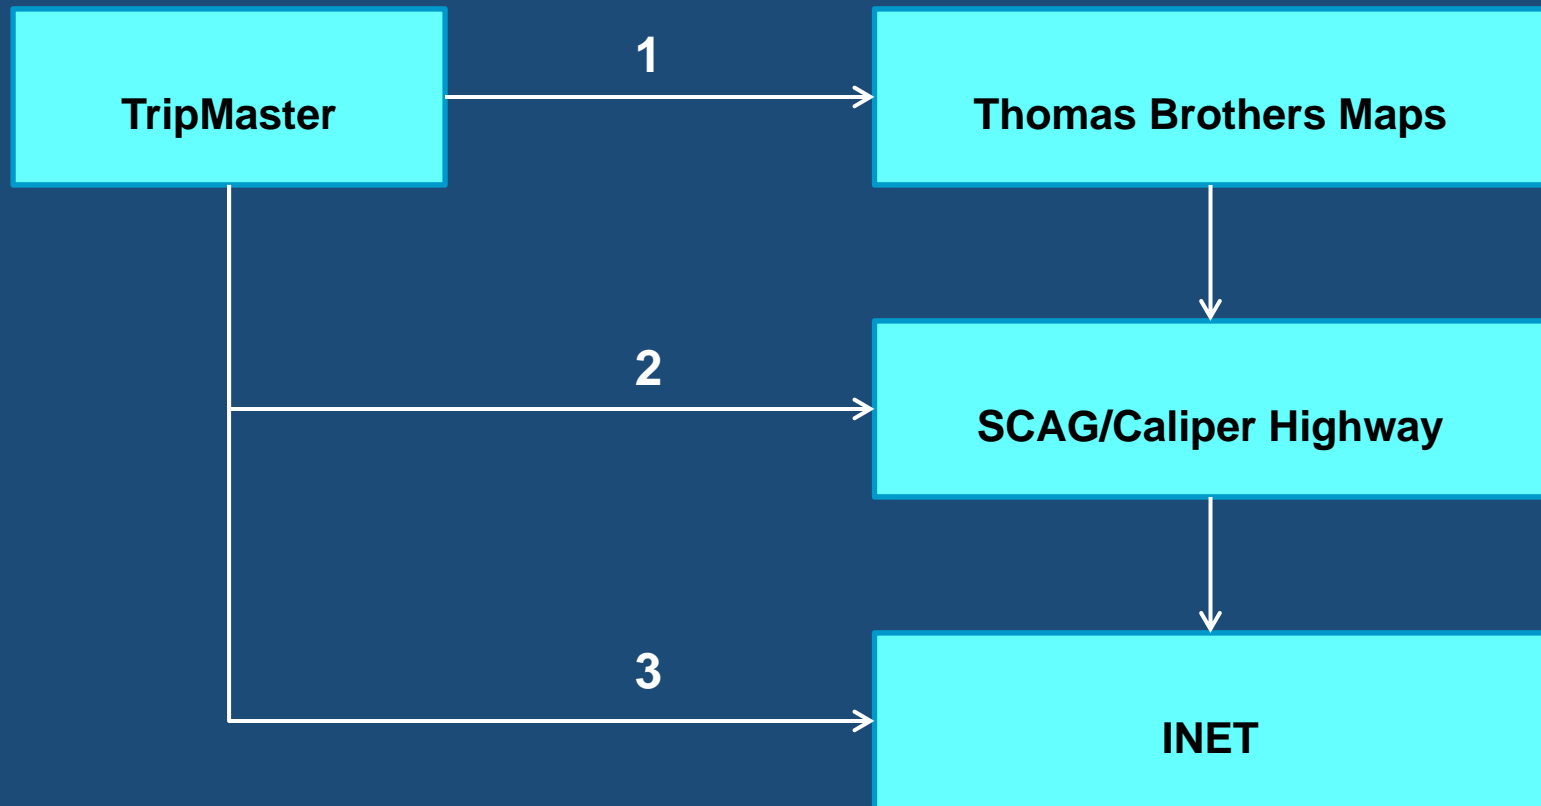 TripMaster
1
Thomas Brothers Maps
2
SCAG/Caliper Highway
3
INET